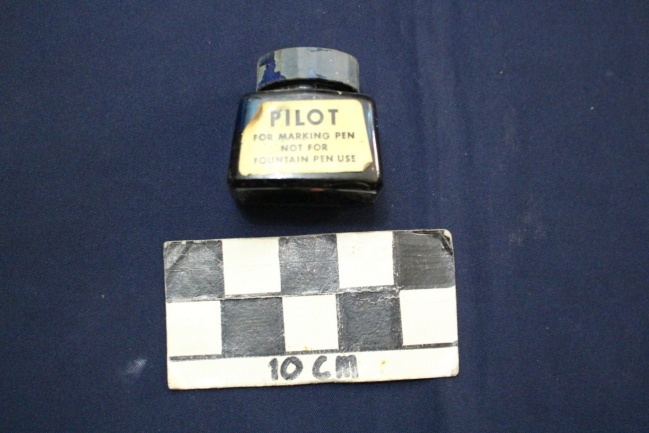 PILOT
FOR MARKING PEN
NOT FOR
FOUNTAIN PEN USE
10 CM